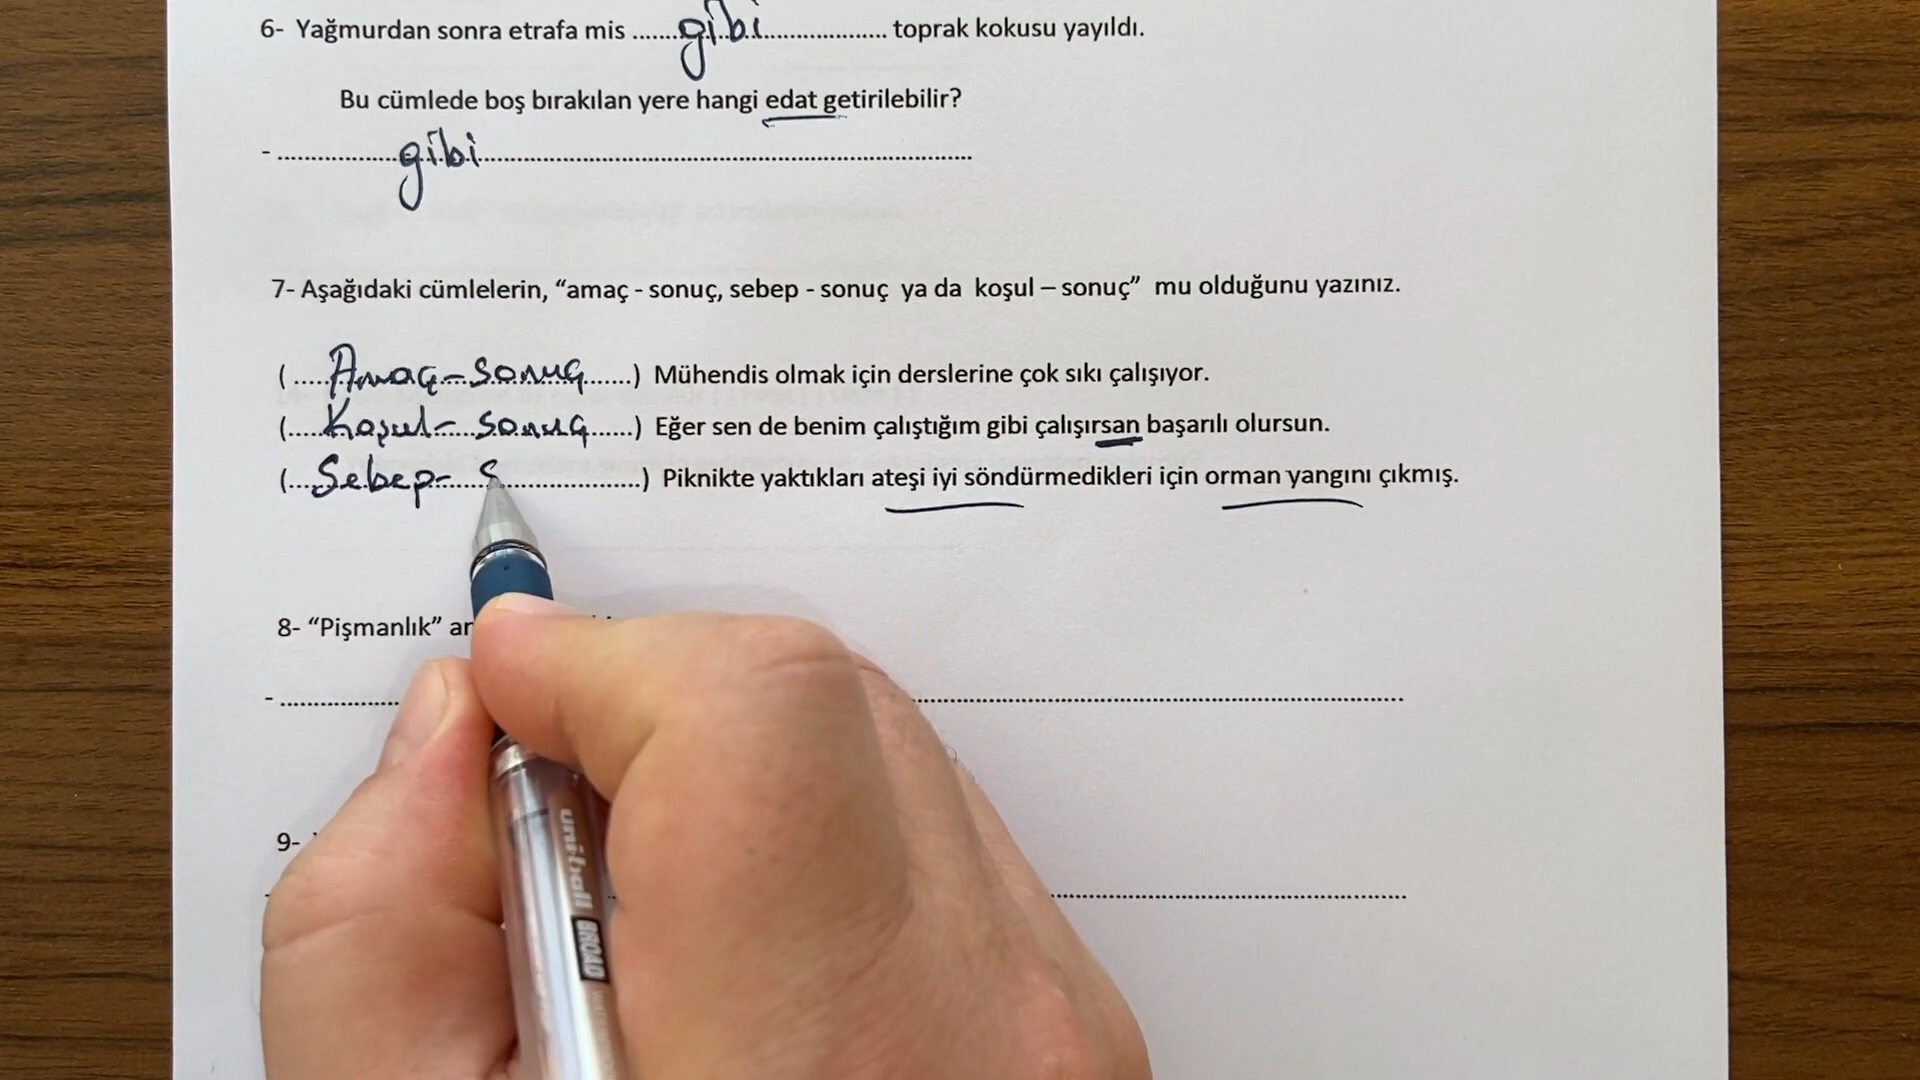 6- Yağmurdan sonra etrafa mis .......gibi..................... toprak kokusu yayıldı.
Bu cümlede boş bırakılan yere hangi edat getirilebilir?
- ....................gibi................................................................................
7- Aşağıdaki cümlelerin, “amaç - sonuç, sebep - sonuç ya da koşul – sonuç” mu olduğunu yazınız.
( .....Amaç-sonuç.......) Mühendis olmak için derslerine çok sıkı çalışıyor.
(.....Koşul-sonuç......) Eğer sen de benim çalıştığım gibi çalışırsan başarılı olursun.
(...Sebep- s.....................) Piknikte yaktıkları ateşi iyi söndürmedikleri için orman yangını çıkmış.
8- “Pişmanlık”
9-
uniball
BROAD